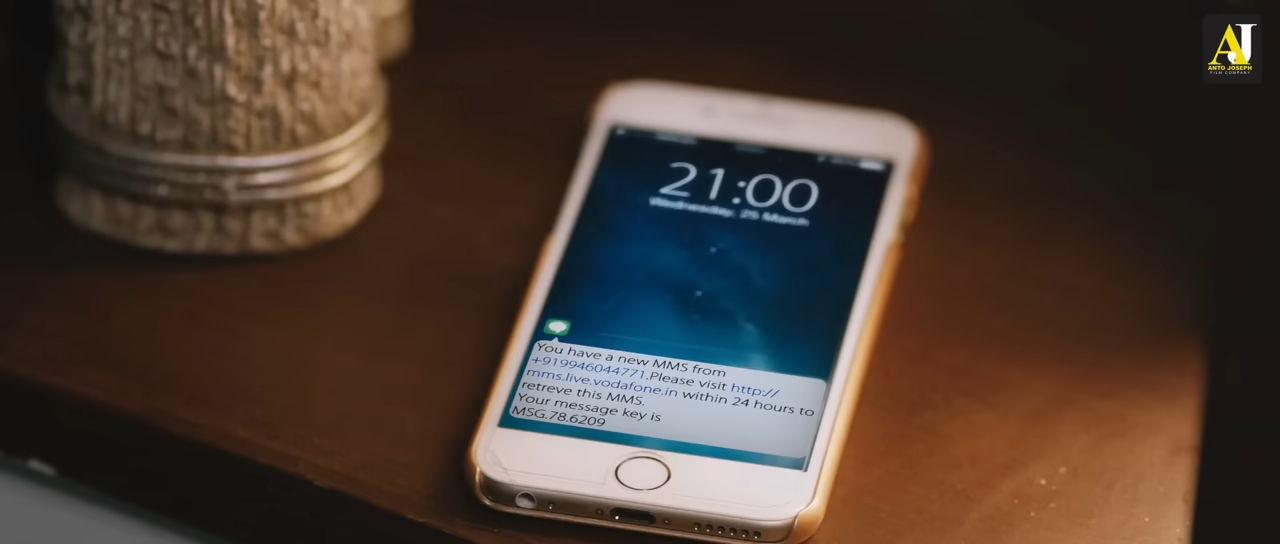 AJ
ANTO JOSEPH
FILM COMPANY
21:00
Wednesday, 25 March
You have a new MMS from
+919946044771.Please visit http://
mms.live.vodafone.in within 24 hours to
retreve this MMS.
Your message key is
MSG.78.6209